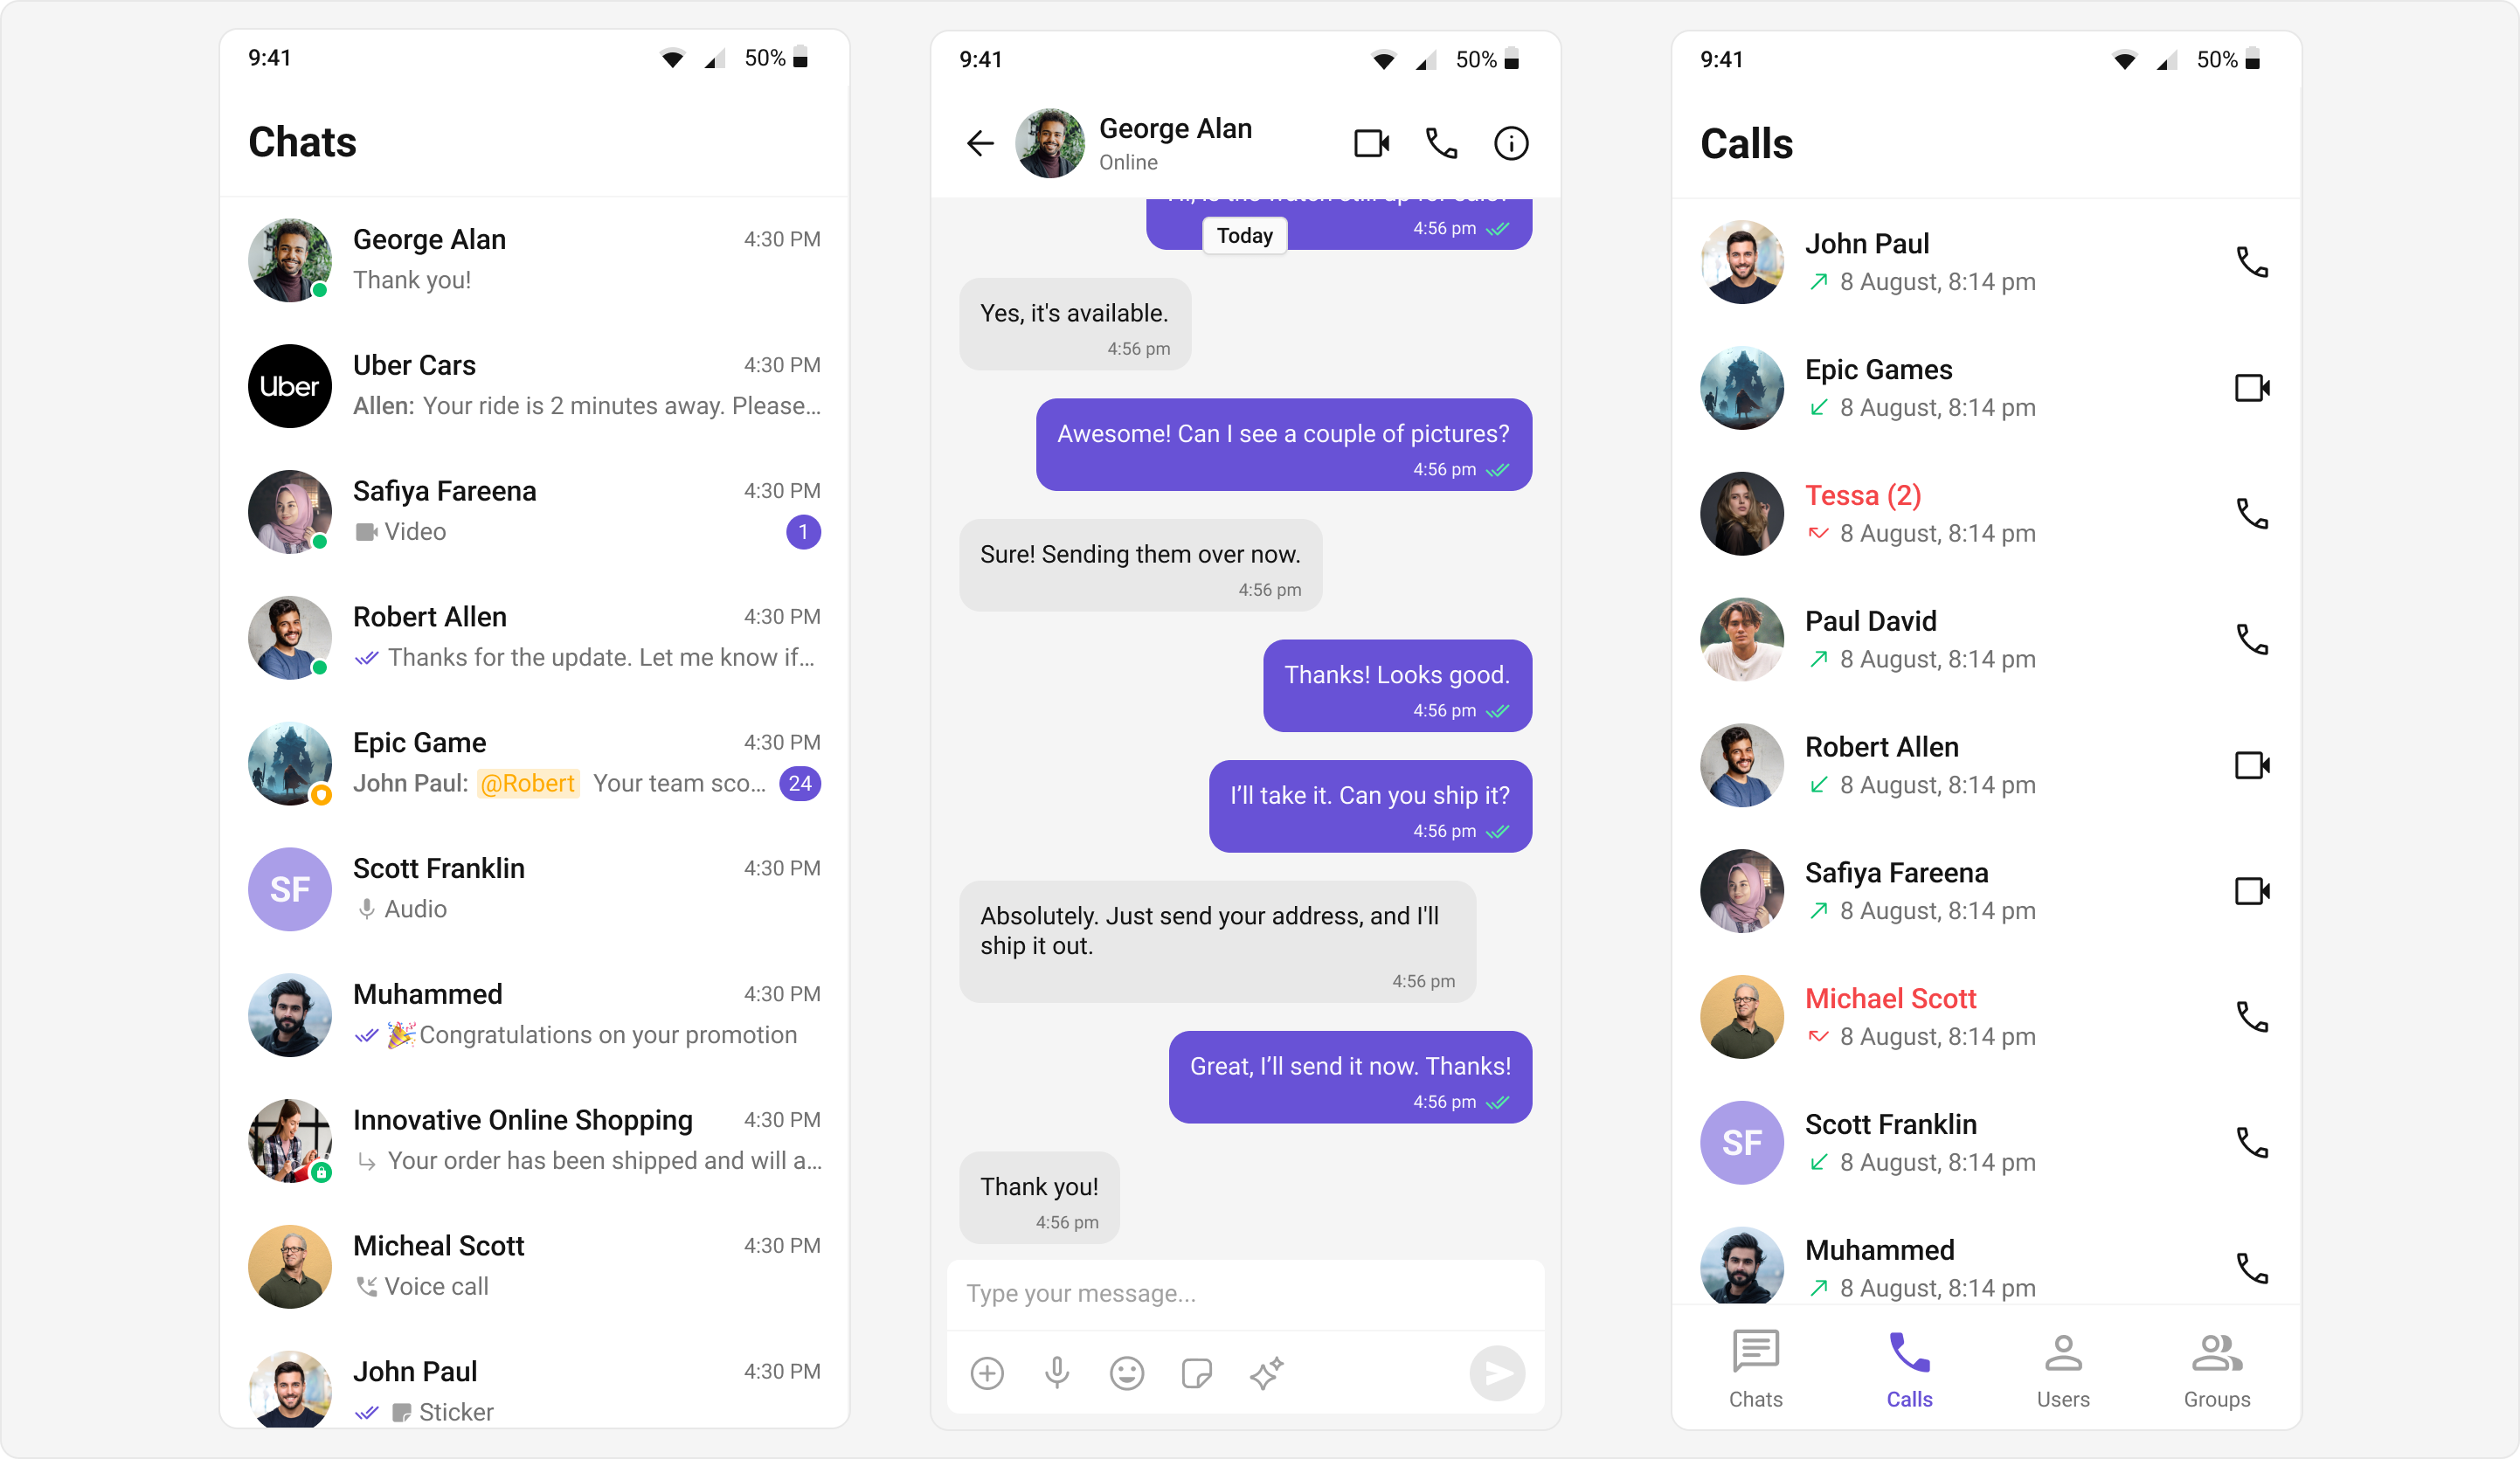 9:41
50%
Chats
George Alan
4:30 PM
Thank you!
Uber
Uber Cars
4:30 PM
Allen: Your ride is 2 minutes away. Please...
Safiya Fareena
4:30 PM
Video
1
Robert Allen
4:30 PM
Thanks for the update. Let me know if...
Epic Game
4:30 PM
John Paul: @Robert Your team sco...
24
SF
Scott Franklin
4:30 PM
Audio
Muhammed
4:30 PM
🎉Congratulations on your promotion
Innovative Online Shopping
4:30 PM
Your order has been shipped and will a...
Micheal Scott
4:30 PM
Voice call
John Paul
4:30 PM
Sticker
9:41
50%
George Alan
Online
Hi, is the watch still up for sale?
4:56 pm
Today
Yes, it's available.
4:56 pm
Awesome! Can I see a couple of pictures?
4:56 pm
Sure! Sending them over now.
4:56 pm
Thanks! Looks good.
4:56 pm
I’ll take it. Can you ship it?
4:56 pm
Absolutely. Just send your address, and I'll
ship it out.
4:56 pm
Great, I’ll send it now. Thanks!
4:56 pm
Thank you!
4:56 pm
Type your message...
9:41
50%
Calls
John Paul
8 August, 8:14 pm
Epic Games
8 August, 8:14 pm
Tessa (2)
8 August, 8:14 pm
Paul David
8 August, 8:14 pm
Robert Allen
8 August, 8:14 pm
Safiya Fareena
8 August, 8:14 pm
Michael Scott
8 August, 8:14 pm
SF
Scott Franklin
8 August, 8:14 pm
Muhammed
8 August, 8:14 pm
Chats
Calls
Users
Groups